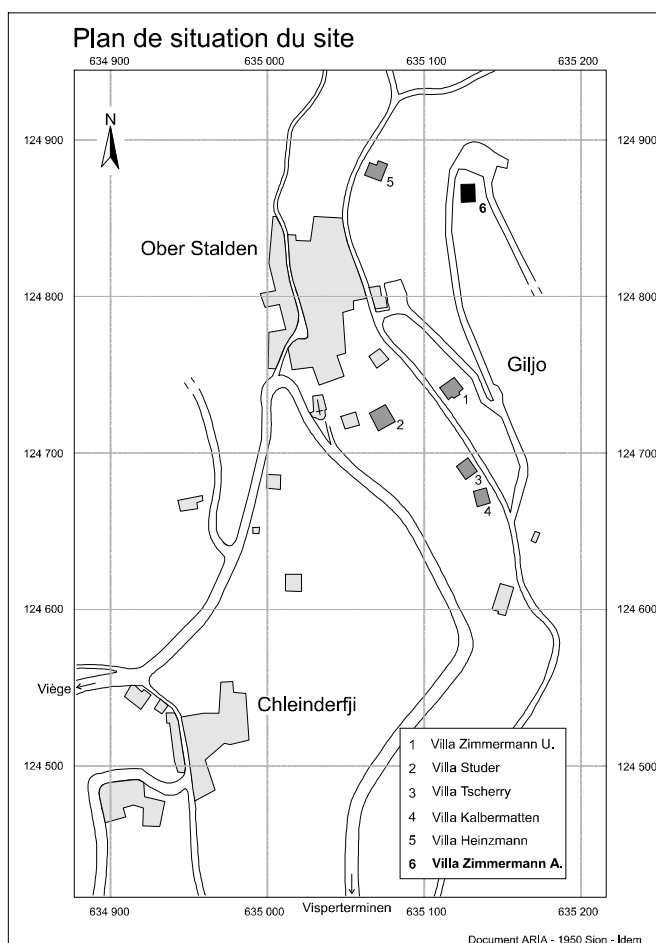 Plan de situation du site
634 900 635 000 635 100 635 200
N
124 900 124 900
5
6
Ober Stalden
124 800 124 800
Giljo
1
2
124 700 124 700
3
4
124 600 124 600
Viège
Chleinderfji
1 Villa Zimmermann U.
2 Villa Studer
124 500 124 500
3 Villa Tscherry
4 Villa Kalbermatten
5 Villa Heinzmann
6 Villa Zimmermann A.
634 900 635 000 635 100 635 200
Visperterminen
Document ARIA - 1950 Sion - Idem